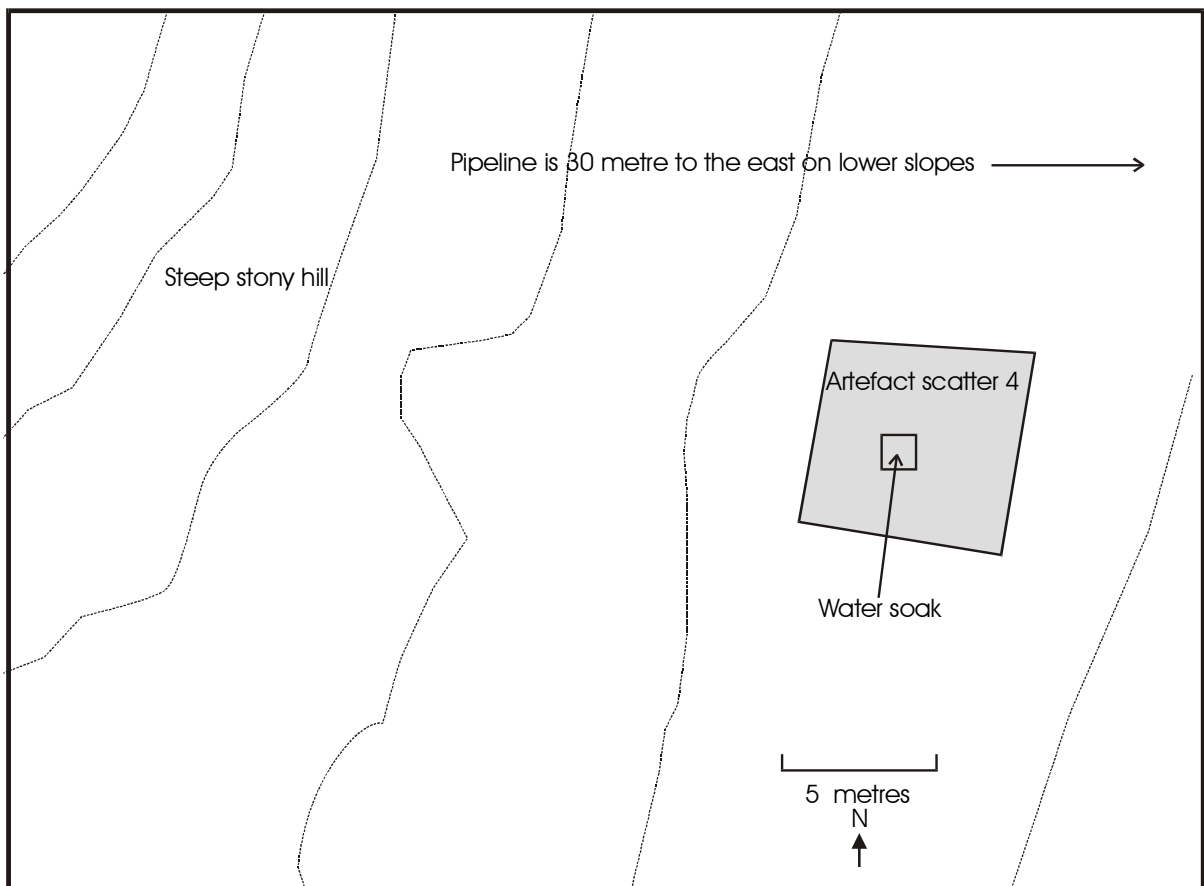 Pipeline is 30 metre to the east on lower slopes
Steep stony hill
Artefact scatter 4
Water soak
5 metres
N